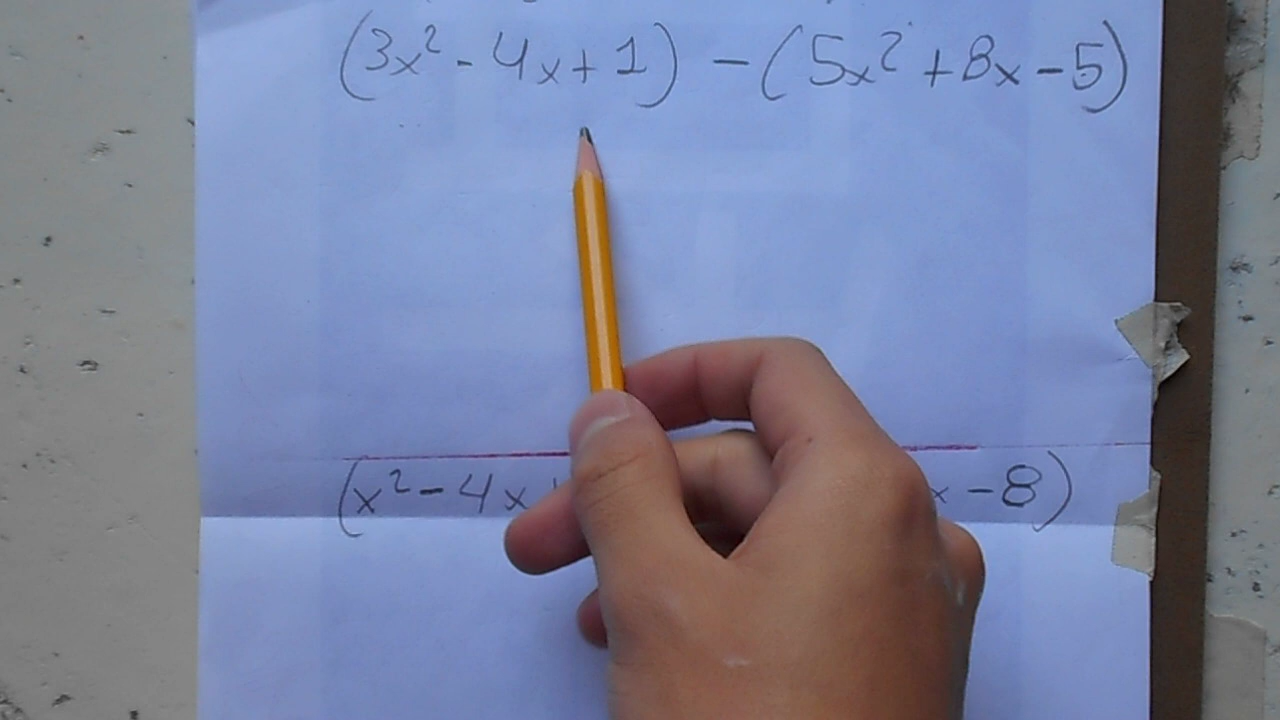 (3x² - 4x + 1) - (5x² + 8x - 5)
(x² - 4x x - 8)